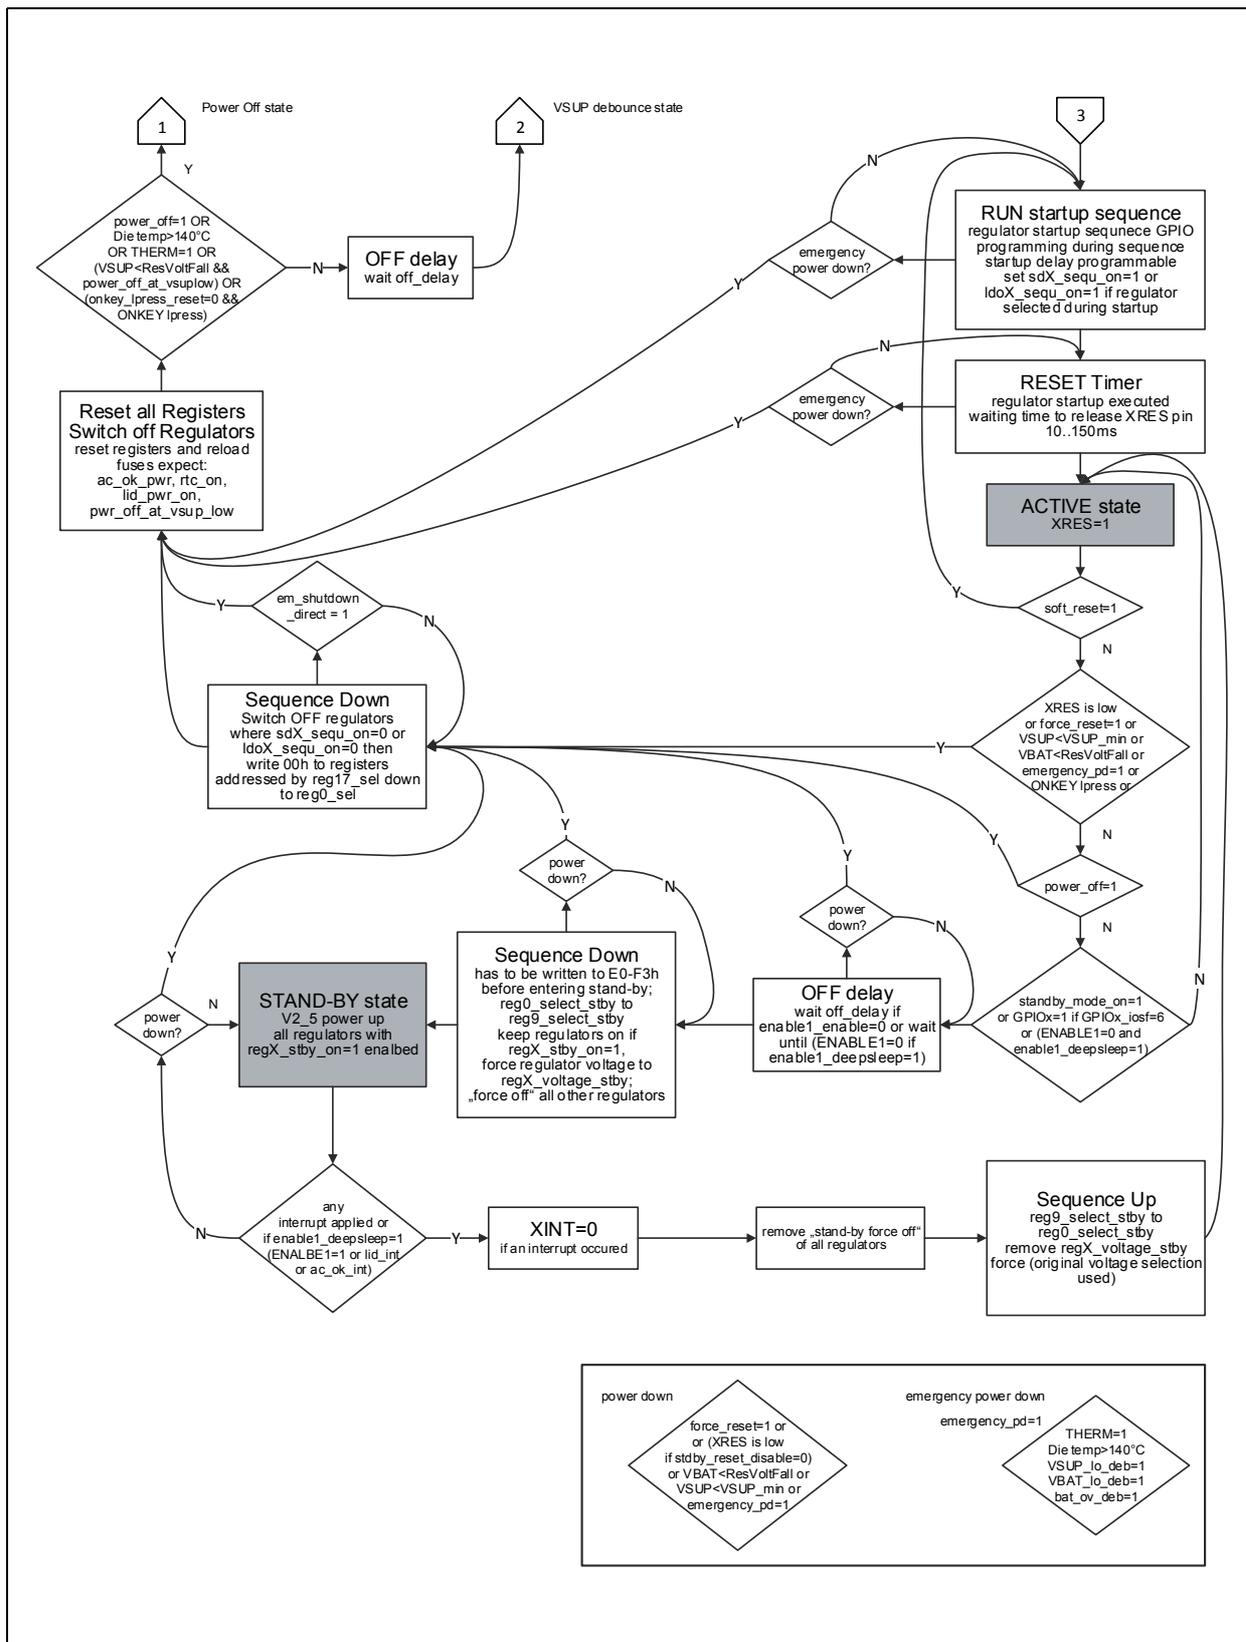 Power Off state
1
VSUP debounce state
2
3
Y
power_off=1 OR
Die temp>140°C
OR THERM=1 OR
(VSUP<ResVoltFall &&
power_off_at_vsuplow) OR
(onkey_lpress_reset=0 &&
ONKEY lpress)
N
OFF delay
wait off_delay
N
emergency
power down?
Y
RUN startup sequence
regulator startup sequnece GPIO
programming during sequence
startup delay programmable
set sdX_sequ_on=1 or
ldoX_sequ_on=1 if regulator
selected during startup
N
emergency
power down?
Y
RESET Timer
regulator startup executed
waiting time to release XRES pin
10..150ms
Reset all Registers
Switch off Regulators
reset registers and reload
fuses expect:
ac_ok_pwr, rtc_on,
lid_pwr_on,
pwr_off_at_vsup_low
ACTIVE state
XRES=1
Y
em_shutdown
_direct = 1
N
Y
soft_reset=1
N
Sequence Down
Switch OFF regulators
where sdX_sequ_on=0 or
ldoX_sequ_on=0 then
write 00h to registers
addressed by reg17_sel down
to reg0_sel
Y
XRES is low
or force_reset=1 or
VSUP<VSUP_min or
VBAT<ResVoltFall or
emergency_pd=1 or
ONKEY lpress or
N
Y
power
down?
N
Y
power
down?
N
Y
power_off=1
N
Y
power
down?
N
STAND-BY state
V2_5 power up
all regulators with
regX_stby_on=1 enalbed
Sequence Down
has to be written to E0-F3h
before entering stand-by;
reg0_select_stby to
reg9_select_stby
keep regulators on if
regX_stby_on=1,
force regulator voltage to
regX_voltage_stby;
„force off“ all other regulators
OFF delay
wait off_delay if
enable1_enable=0 or wait
until (ENABLE1=0 if
enable1_deepsleep=1)
standby_mode_on=1
or GPIOx=1 if GPIOx_iosf=6
or (ENABLE1=0 and
enable1_deepsleep=1)
N
N
any
interrupt applied or
if enable1_deepsleep=1
(ENALBE1=1 or lid_int
or ac_ok_int)
Y
XINT=0
if an interrupt occured
remove „stand-by force off“
of all regulators
Sequence Up
reg9_select_stby to
reg0_select_stby
remove regX_voltage_stby
force (original voltage selection
used)
power down
force_reset=1 or
or (XRES is low
if stdby_reset_disable=0)
or VBAT<ResVoltFall or
VSUP<VSUP_min or
emergency_pd=1
emergency power down
emergency_pd=1
THERM=1
Die temp>140°C
VSUP_lo_deb=1
VBAT_lo_deb=1
bat_ov_deb=1